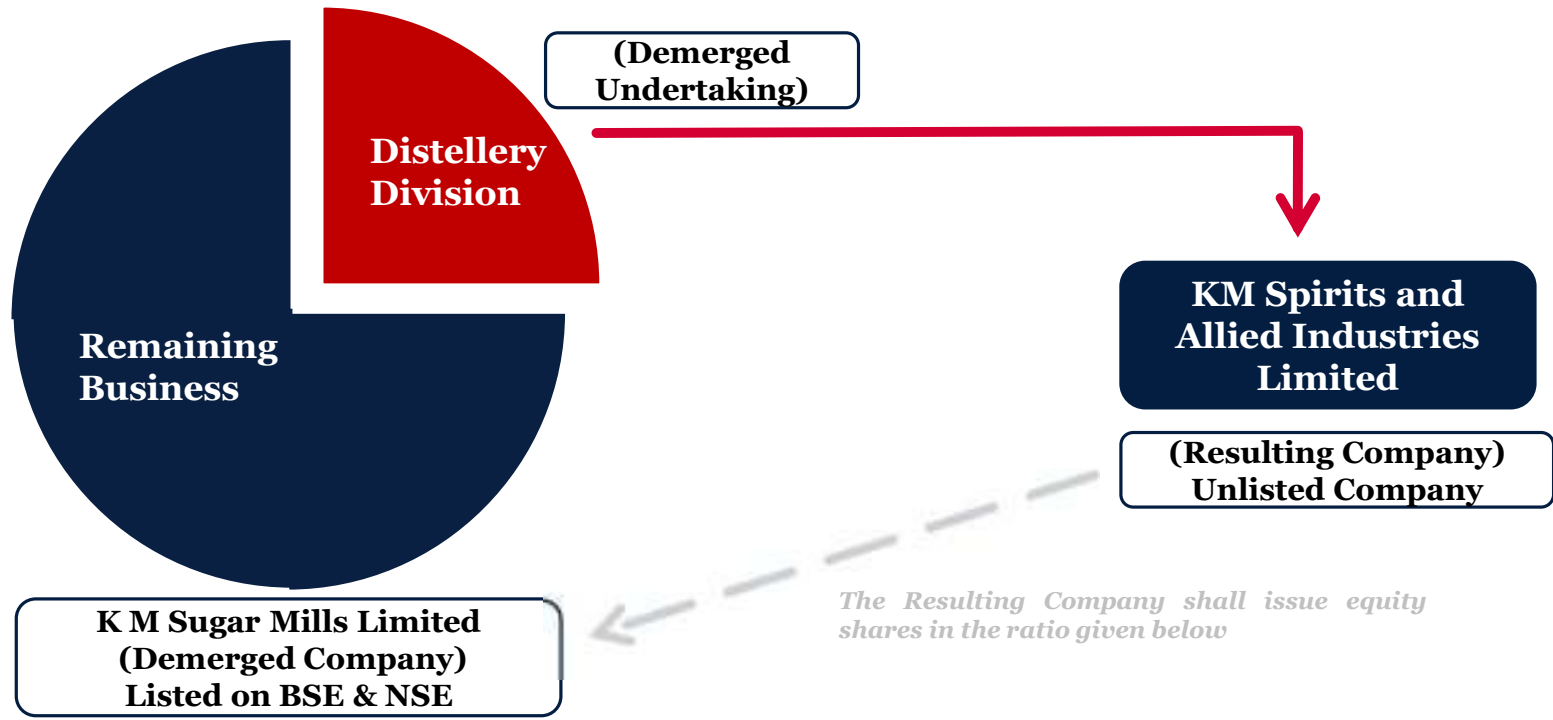 (Demerged
Undertaking)
Distellery
Division
Remaining
Business
KM Spirits and
Allied Industries
Limited
(Resulting Company)
Unlisted Company
The Resulting Company shall issue equity
shares in the ratio given below
K M Sugar Mills Limited
(Demerged Company)
Listed on BSE & NSE